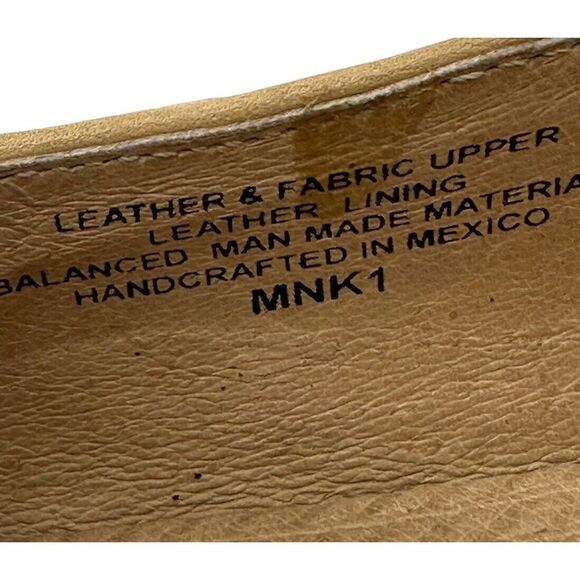 LEATHER & FABRIC UPPER
LEATHER LINING
BALANCED MAN MADE MATERIA
HANDCRAFTED IN MEXICO
MNK1